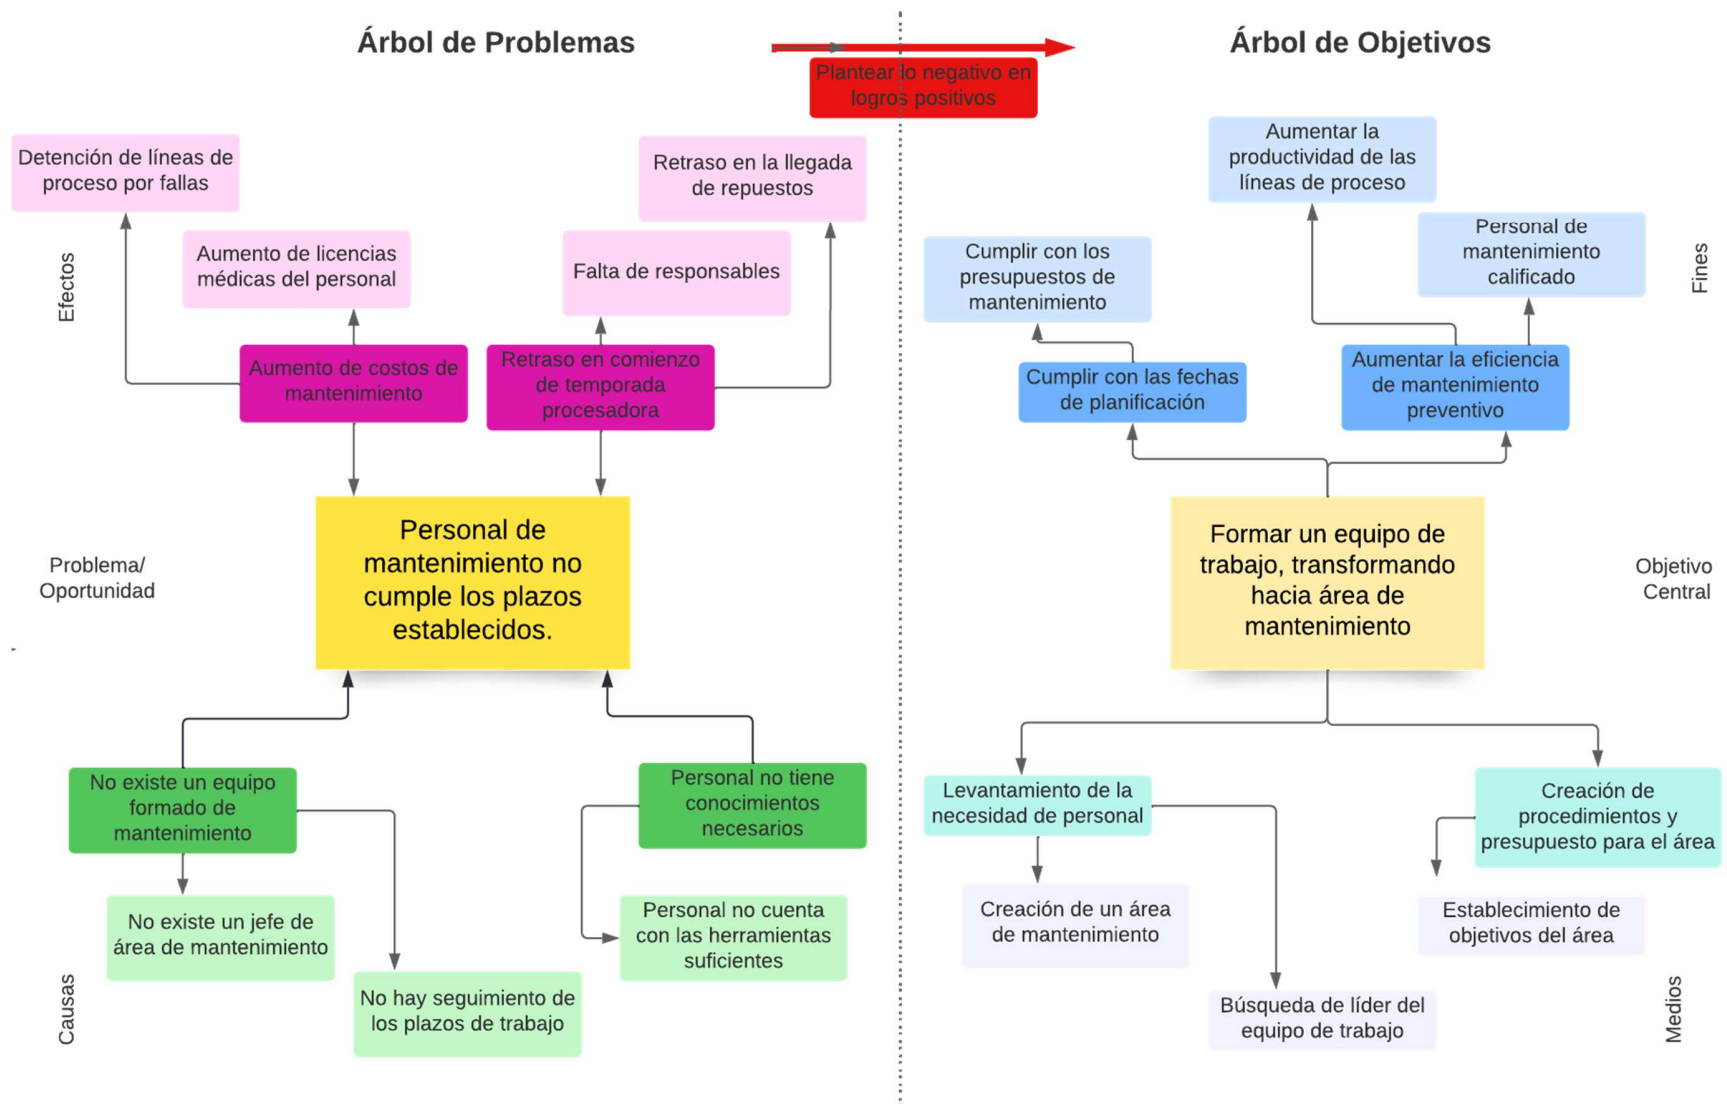 Árbol de Problemas
Árbol de Objetivos
Plantear lo negativo en
logros positivos
Detención de líneas de
proceso por fallas
Retraso en la llegada
de repuestos
Aumento de licencias
médicas del personal
Falta de responsables
Efectos
Aumento de costos de
mantenimiento
Retraso en comienzo
de temporada
procesadora
Problema/
Oportunidad
Personal de
mantenimiento no
cumple los plazos
establecidos.
No existe un equipo
formado de
mantenimiento
Personal no tiene
conocimientos
necesarios
No existe un jefe de
área de mantenimiento
Personal no cuenta
con las herramientas
suficientes
No hay seguimiento de
los plazos de trabajo
Causas
Aumentar la
productividad de las
líneas de proceso
Personal de
mantenimiento
calificado
Cumplir con los
presupuestos de
mantenimiento
Fines
Cumplir con las fechas
de planificación
Aumentar la eficiencia
de mantenimiento
preventivo
Formar un equipo de
trabajo, transformando
hacia área de
mantenimiento
Objetivo
Central
Levantamiento de la
necesidad de personal
Creación de
procedimientos y
presupuesto para el área
Creación de un área
de mantenimiento
Establecimiento de
objetivos del área
Búsqueda de líder del
equipo de trabajo
Medios